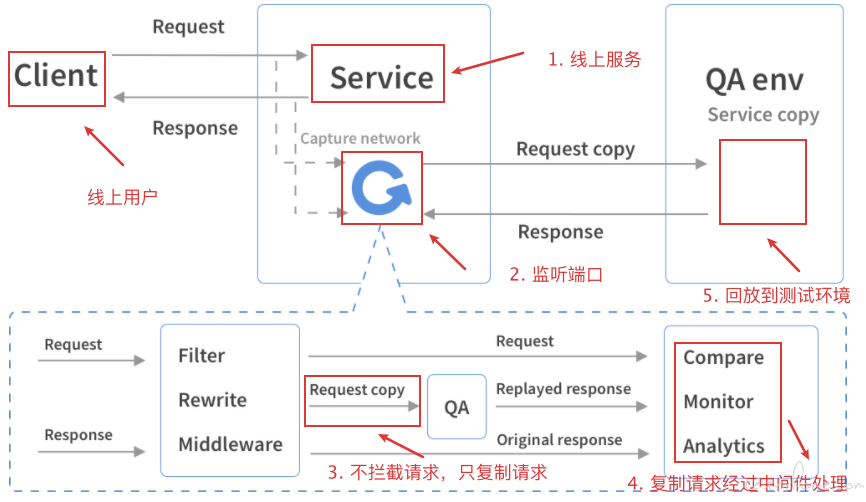 Request
Client
Service
1. 线上服务
QA env
Service copy
Response
Capture network
Request copy
线上用户
Response
2. 监听端口
5. 回放到测试环境
Request
Filter
Request
Compare
Request copy
Replayed response
Rewrite
QA
Monitor
Response
Middleware
Original response
Analytics
3. 不拦截请求，只复制请求
4. 复制请求经过中间件处理